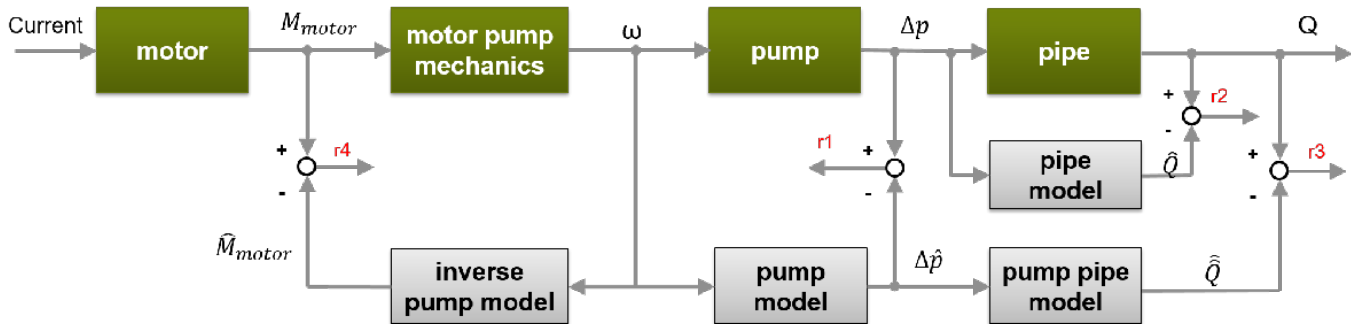 Current
motor
M_motor
motor pump
mechanics
ω
pump
Δp
pipe
Q
+
-
r4
r1
+
-
+
-
r2
pipe
model
Q̂
+
-
r3
M̂_motor
inverse
pump model
pump
model
Δp̂
pump pipe
model
Q̂̂